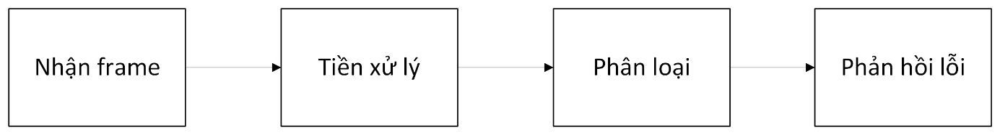 Nhận frame
Tiền xử lý
Phân loại
Phản hồi lỗi